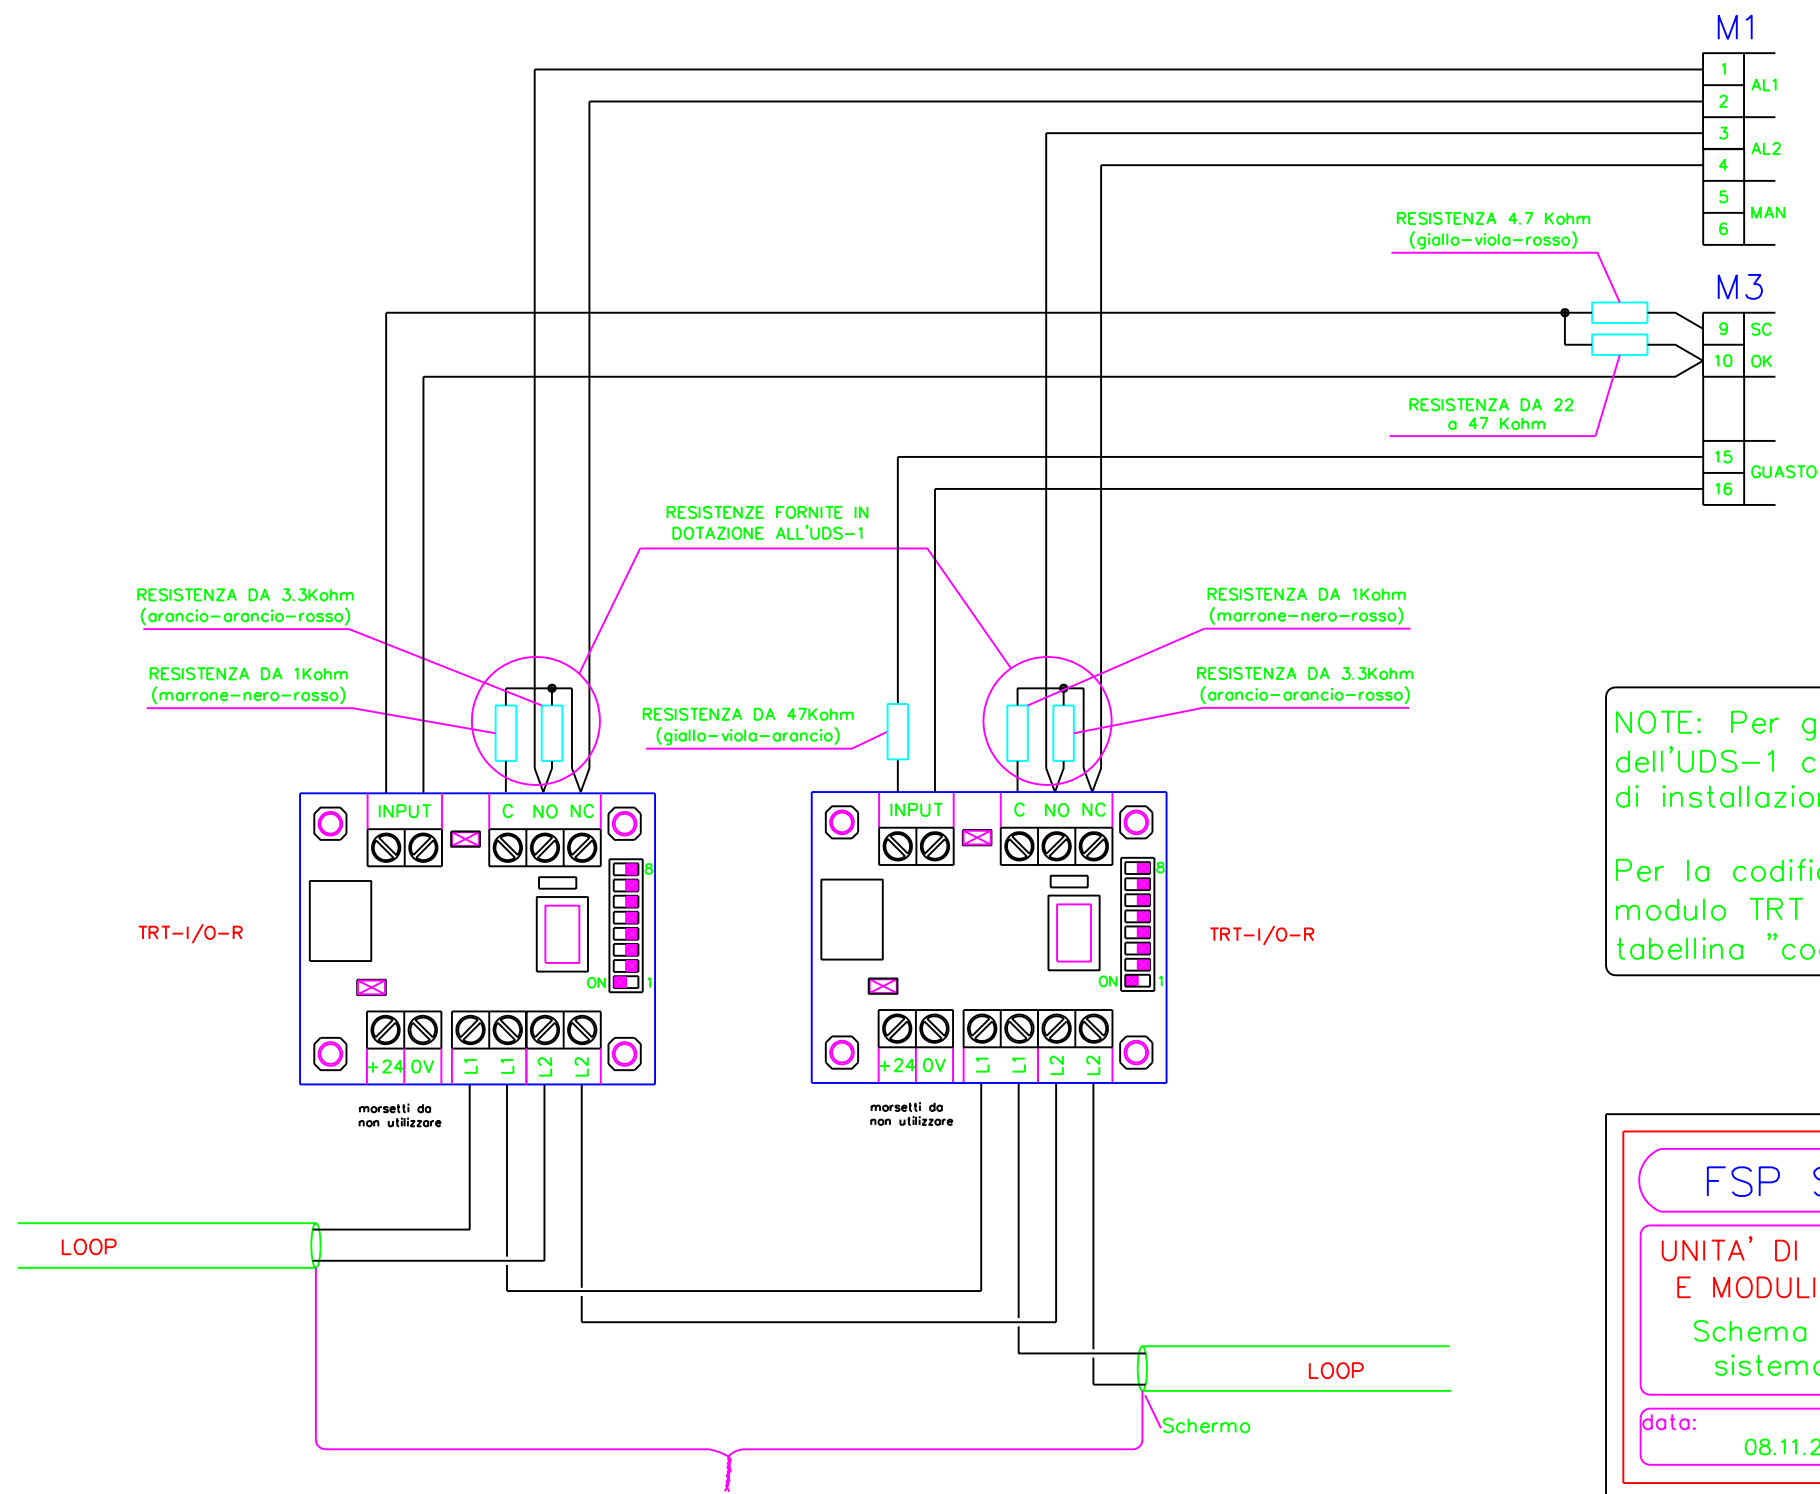 M1
1
AL1
2
3
AL2
4
5
MAN
6
RESISTENZA 4.7 Kohm
(giallo-viola-rosso)
M3
9
SC
10
OK
RESISTENZA DA 22
a 47 Kohm
15
GUASTO
16
RESISTENZE FORNITE IN
DOTAZIONE ALL'UDS-1
RESISTENZA DA 3.3Kohm
(arancio-arancio-rosso)
RESISTENZA DA 1Kohm
(marrone-nero-rosso)
RESISTENZA DA 47Kohm
(giallo-viola-arancio)
RESISTENZA DA 1Kohm
(marrone-nero-rosso)
RESISTENZA DA 3.3Kohm
(arancio-arancio-rosso)
INPUT
C
NO
NC
8
TRT-I/O-R
ON
1
+24
0V
L1
L1
L2
L2
morsetti da
non utilizzare
INPUT
C
NO
NC
8
TRT-I/O-R
ON
1
+24
0V
L1
L1
L2
L2
morsetti da
non utilizzare
LOOP
LOOP
Schermo
NOTE: Per g
dell'UDS-1 c
di installazio
Per la codifi
modulo TRT
tabellina "co
FSP S
UNITA' DI
E MODULI
Schema
sistem
data:
08.11.2